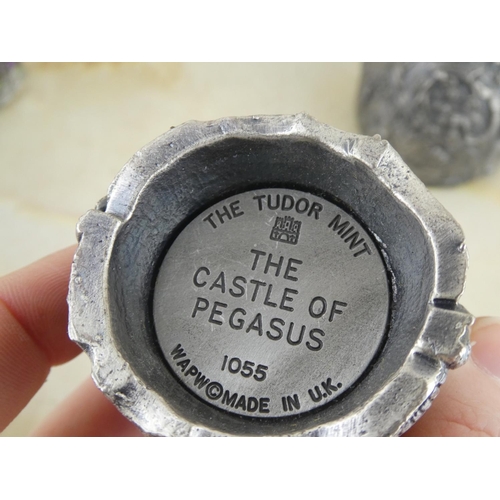 THE TUDOR MINT
THE
CASTLE OF
PEGASUS
1055
WAPW©MADE IN U.K.